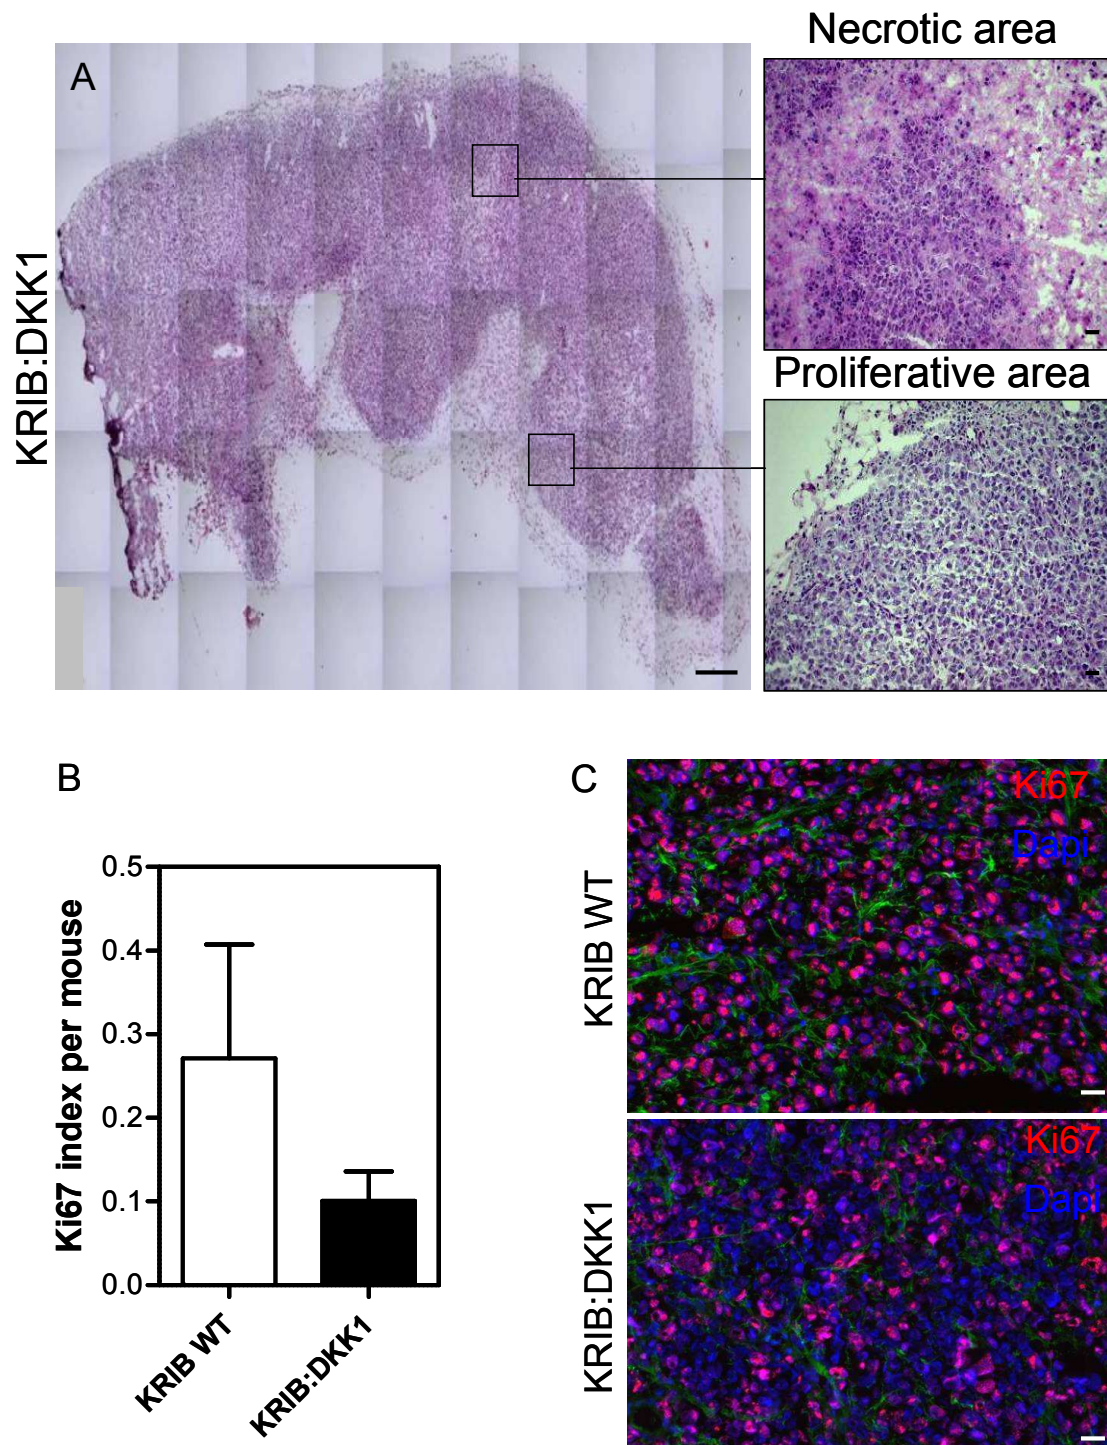 Necrotic area
A
KRIB:DKK1
Proliferative area
B
0.5
0.4
0.3
0.2
0.1
0.0
Ki67 index per mouse
KRIB WT
KRIB:DKK1
C
Ki67
Dapi
KRIB WT
Ki67
Dapi
KRIB:DKK1